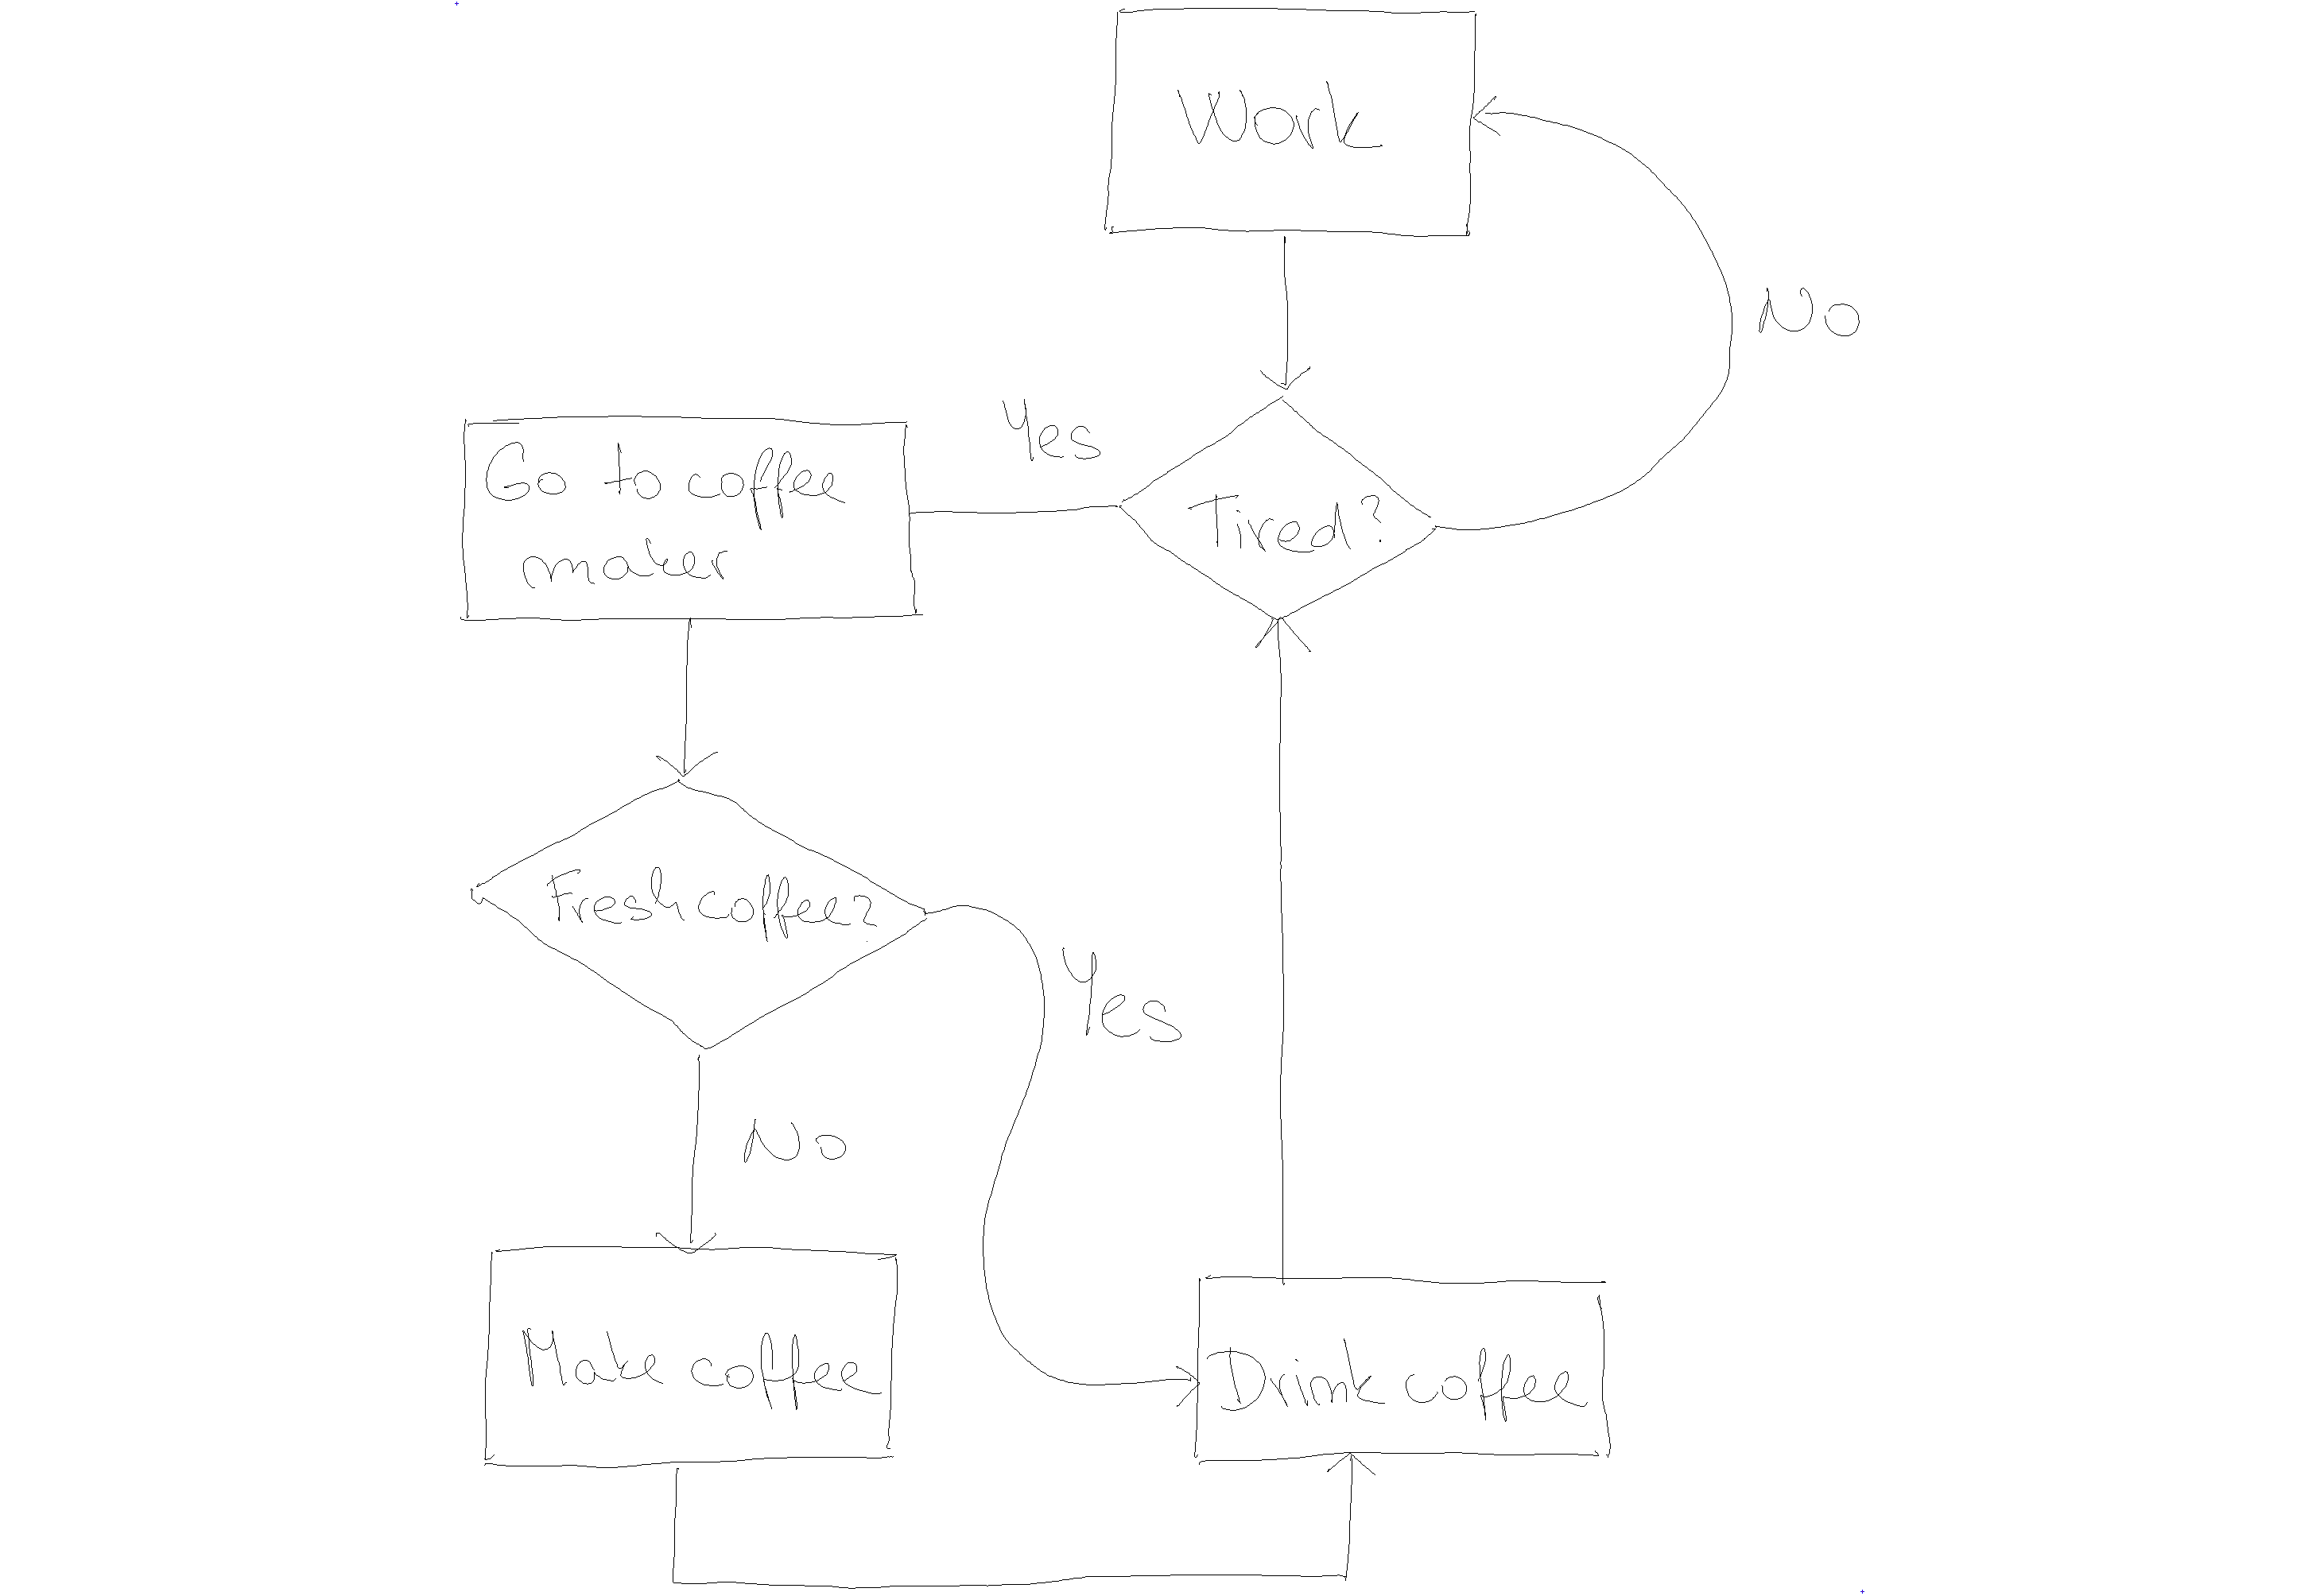 Work
No
Yes
Go to coffee
maker
Tired?
Fresh coffee?
Yes
No
Make coffee
Drink coffee